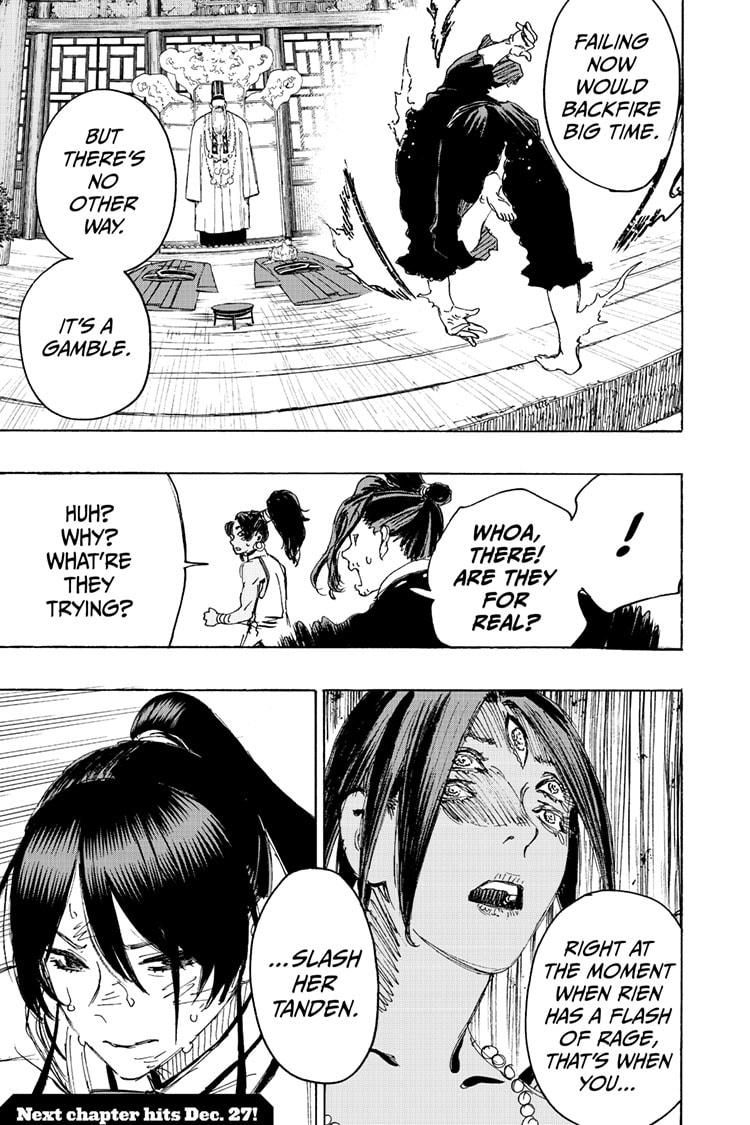 FAILING
NOW
WOULD
BACKFIRE
BIG TIME.
BUT
THERE'S
NO
OTHER
WAY.
IT'S A
GAMBLE.
!
WHOA,
THERE!
ARE THEY
FOR
REAL?
HUH?
WHY?
WHAT'RE
THEY
TRYING?
RIGHT AT
THE MOMENT
WHEN RIEN
HAS A FLASH
OF RAGE,
THAT'S WHEN
YOU...
...SLASH
HER
TANDEN.
Next chapter hits Dec. 27!